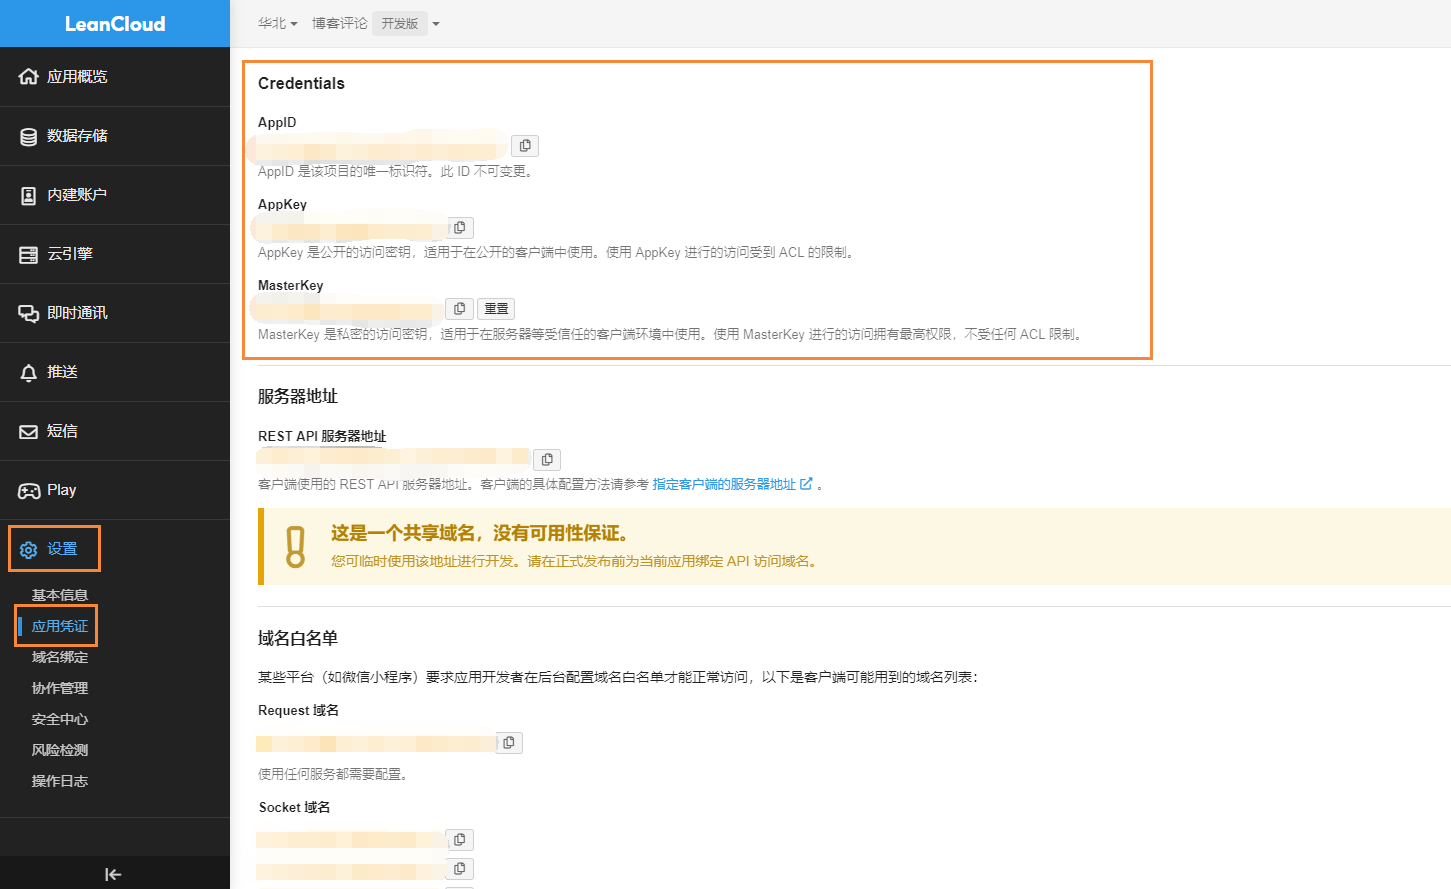 LeanCloud
华北
博客评论
开发版
应用概览
数据存储
内建账户
云引擎
即时通讯
推送
短信
Play
设置
基本信息
应用凭证
域名绑定
协作管理
安全中心
风险检测
操作日志
Credentials
AppID
AppID 是该项目的唯一标识符。此 ID 不可变更。
AppKey
AppKey 是公开的访问密钥，适用于在公开的客户端中使用。使用 AppKey 进行的访问受到 ACL 的限制。
MasterKey
重置
MasterKey 是私密的访问密钥，适用于在服务器等受信任的客户端环境中使用。使用 MasterKey 进行的访问拥有最高权限，不受任何 ACL 限制。
服务器地址
REST API 服务器地址
客户端使用的 REST API 服务器地址。客户端的具体配置方法请参考 指定客户端的服务器地址 。
这是一个共享域名，没有可用性保证。
您可临时使用该地址进行开发。请在正式发布前为当前应用绑定 API 访问域名。
域名白名单
某些平台（如微信小程序）要求应用开发者在后台配置域名白名单才能正常访问，以下是客户端可能用到的域名列表：
Request 域名
使用任何服务都需要配置。
Socket 域名